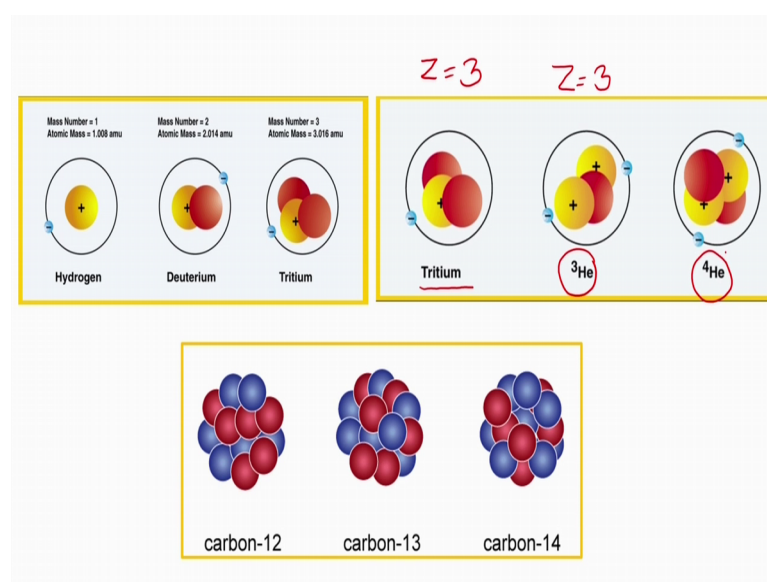 Z=3 Z=3
Mass Number = 1
Atomic Mass = 1.008 amu
Mass Number = 2
Atomic Mass = 2.014 amu
Mass Number = 3
Atomic Mass = 3.016 amu
+ - + - + -
Hydrogen Deuterium Tritium
+ - + + - - + + - -
Tritium ³He ⁴He
carbon-12 carbon-13 carbon-14